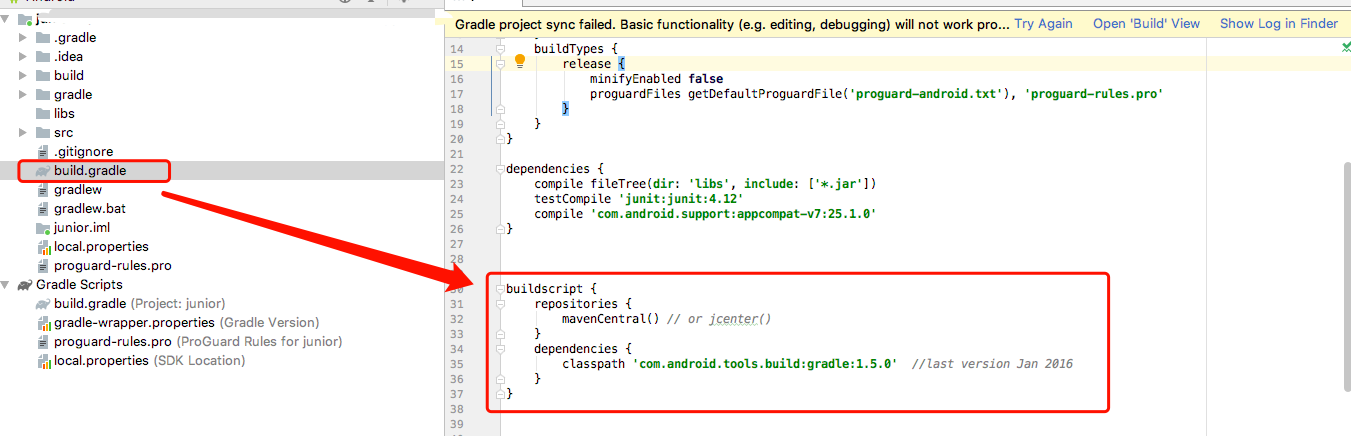 Gradle project sync failed. Basic functionality (e.g. editing, debugging) will not work pro... Try Again Open 'Build' View Show Log in Finder
.gradle
.idea
build
gradle
libs
src
.gitignore
build.gradle
gradlew
gradlew.bat
junior.iml
local.properties
proguard-rules.pro
Gradle Scripts
build.gradle (Project: junior)
gradle-wrapper.properties (Gradle Version)
proguard-rules.pro (ProGuard Rules for junior)
local.properties (SDK Location)
14 buildTypes {
15 release {
16 minifyEnabled false
17 proguardFiles getDefaultProguardFile('proguard-android.txt'), 'proguard-rules.pro'
18 }
19 }
20 }
21
22 dependencies {
23 compile fileTree(dir: 'libs', include: ['*.jar'])
24 testCompile 'junit:junit:4.12'
25 compile 'com.android.support:appcompat-v7:25.1.0'
26 }
27
28
30 buildscript {
31 repositories {
32 mavenCentral() // or jcenter()
33 }
34 dependencies {
35 classpath 'com.android.tools.build:gradle:1.5.0' //last version Jan 2016
36 }
37 }
38
39